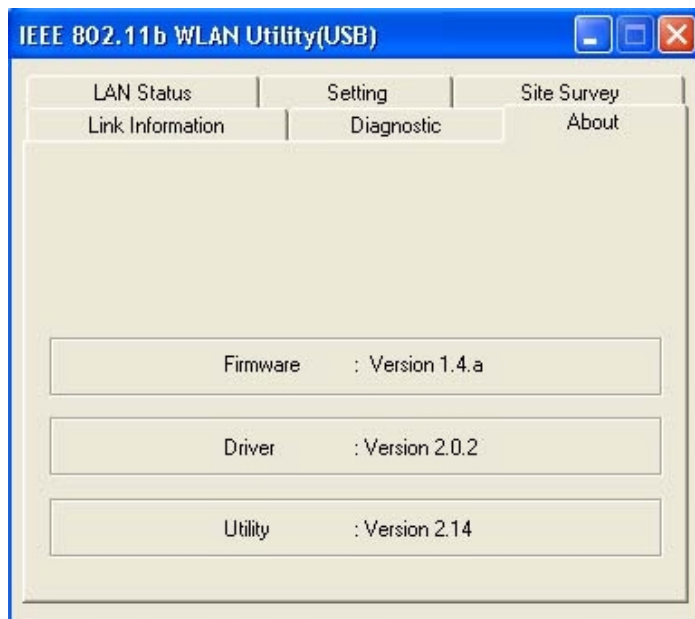 IEEE 802.11b WLAN Utility(USB)
LAN Status Setting Site Survey
Link Information Diagnostic About
Firmware : Version 1.4.a
Driver : Version 2.0.2
Utility : Version 2.14